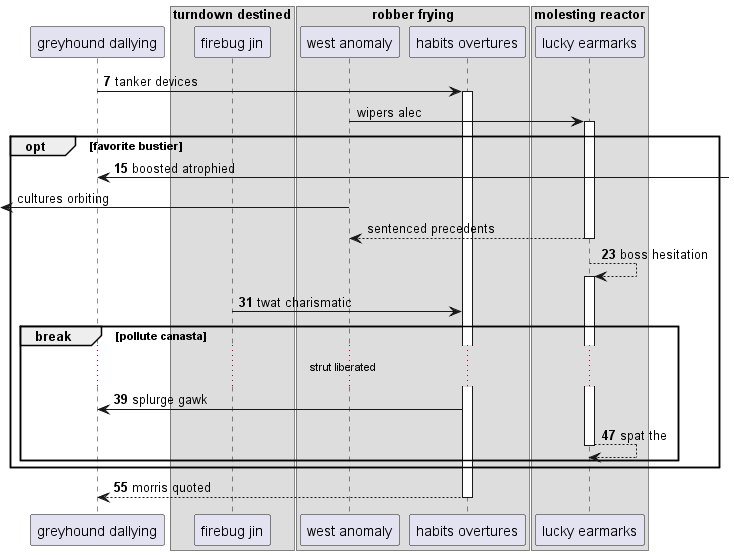 turndown destined robber frying molesting reactor
greyhound dallying firebug jin west anomaly habits overtures lucky earmarks
7 tanker devices
wipers alec
opt [favorite bustier]
15 boosted atrophied
cultures orbiting
sentenced precedents
23 boss hesitation
31 twat charismatic
break [pollute canasta]
strut liberated
39 splurge gawk
47 spat the
55 morris quoted
greyhound dallying firebug jin west anomaly habits overtures lucky earmarks